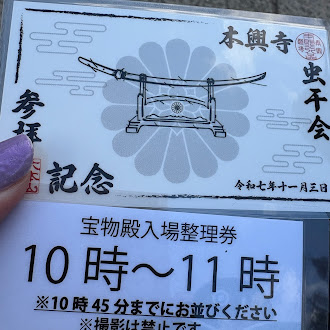 本興寺
虫干会
参拝
記念
令和七年十一月三日
宝物殿入場整理券
10時～11時
※10時45分までにお並びください
※撮影は禁止です